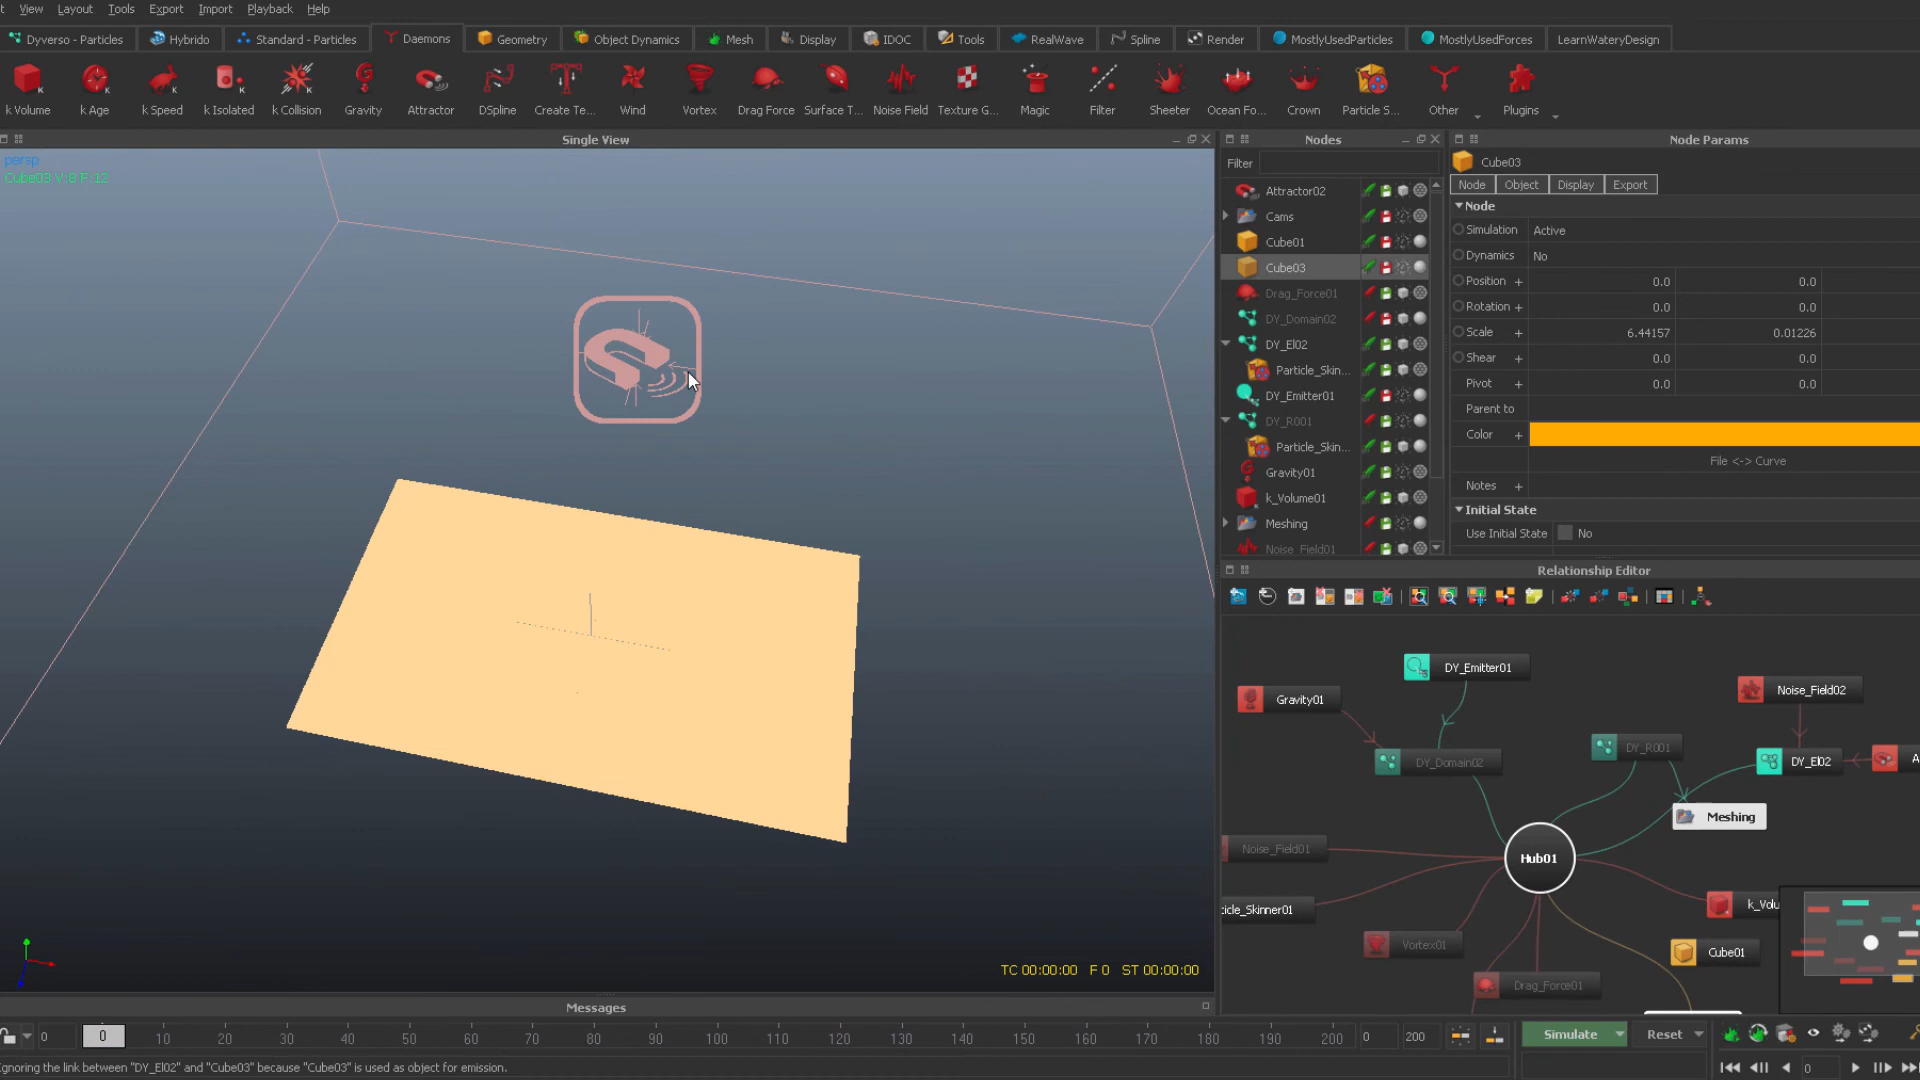 View Layout Tools Export Import Playback Help
Dyverso - Particles Hybrido Standard - Particles Daemons Geometry Object Dynamics Mesh Display IDOC Tools RealWave Spline Render MostlyUsedParticles MostlyUsedForces LearnWateryDesign
k Volume k Age k Speed k Isolated k Collision Gravity Attractor DSpline Create Te... Wind Vortex Drag Force Surface T... Noise Field Texture G... Magic Filter Sheeter Ocean Fo... Crown Particle S... Other Plugins
Single View
persp
Cube03 V:8 F:12
TC 00:00:00 F 0 ST 00:00:00
Nodes
Filter
Attractor02
Cams
Cube01
Cube03
Drag_Force01
DY_Domain02
DY_El02
Particle_Skin...
DY_Emitter01
DY_R001
Particle_Skin...
Gravity01
k_Volume01
Meshing
Noise_Field01
Node Params
Cube03
Node Object Display Export
Node
Simulation Active
Dynamics No
Position + 0.0 0.0
Rotation + 0.0 0.0
Scale + 6.44157 0.01226
Shear + 0.0 0.0
Pivot + 0.0 0.0
Parent to
Color +
File <-> Curve
Notes +
Initial State
Use Initial State No
Relationship Editor
DY_Emitter01
Gravity01
Noise_Field02
DY_Domain02
DY_R001
DY_El02
A
Meshing
Noise_Field01
Hub01
ticle_Skinner01
k_Volu
Vortex01
Cube01
Drag_Force01
Messages
0 0 10 20 30 40 50 60 70 80 90 100 110 120 130 140 150 160 170 180 190 200 0 200 Simulate Reset
gnoring the link between "DY_El02" and "Cube03" because "Cube03" is used as object for emission.
0